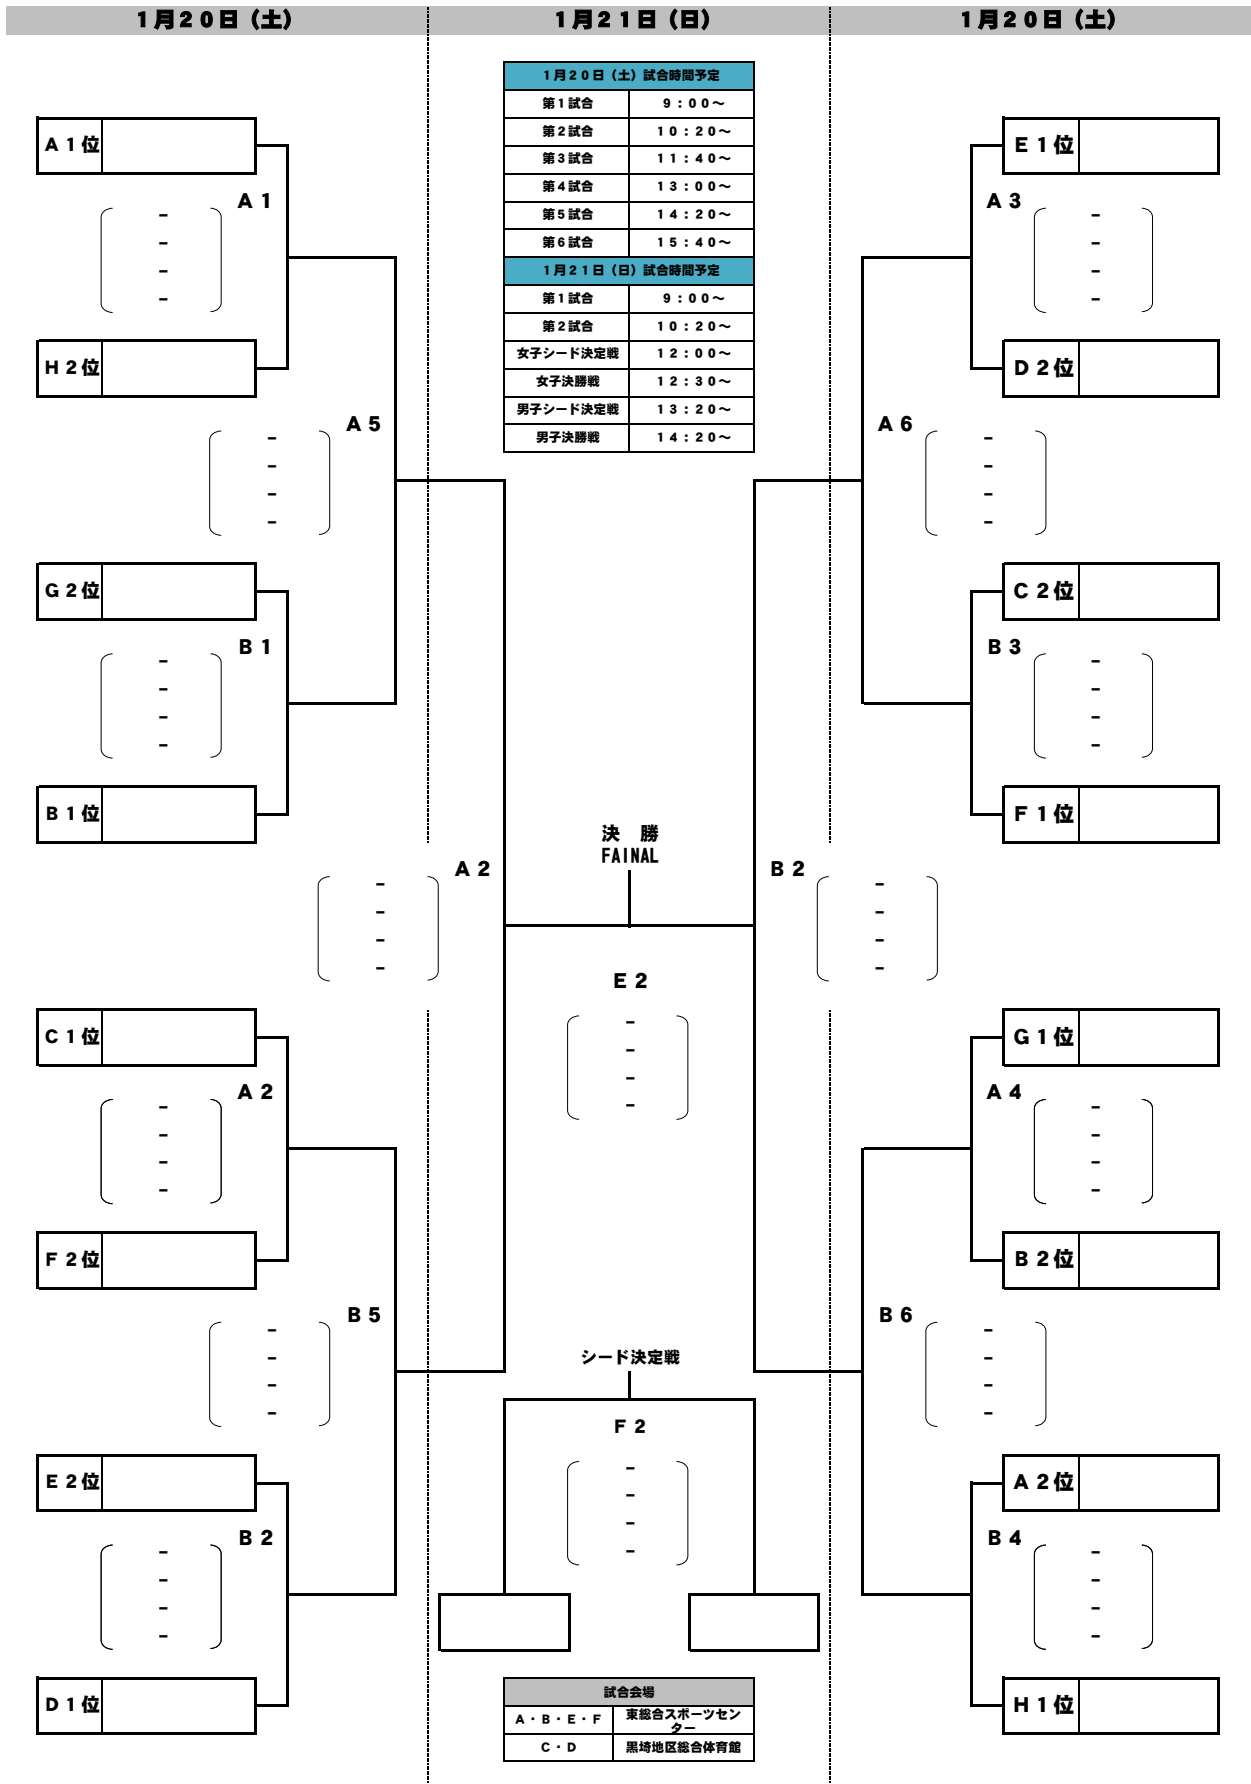 １月２０日（土）
１月２１日（日）
１月２０日（土）
１月２０日（土）試合時間予定
第１試合 ９：００～
第２試合 １０：２０～
第３試合 １１：４０～
第４試合 １３：００～
第５試合 １４：２０～
第６試合 １５：４０～
１月２１日（日）試合時間予定
第１試合 ９：００～
第２試合 １０：２０～
女子シード決定戦 １２：００～
女子決勝戦 １２：３０～
男子シード決定戦 １３：２０～
男子決勝戦 １４：２０～
A１位
A１
-
-
-
-
H２位
A５
-
-
-
-
G２位
B１
-
-
-
-
B１位
A２
-
-
-
-
C１位
A２
-
-
-
-
F２位
B５
-
-
-
-
E２位
B２
-
-
-
-
D１位
決　勝
FAINAL
E２
-
-
-
-
シード決定戦
F２
-
-
-
-
E１位
A３
-
-
-
-
D２位
A６
-
-
-
-
C２位
B３
-
-
-
-
F１位
B２
-
-
-
-
G１位
A４
-
-
-
-
B２位
B６
-
-
-
-
A２位
B４
-
-
-
-
H１位
試合会場
A・B・E・F 東総合スポーツセン
ター
C・D 黒埼地区総合体育館